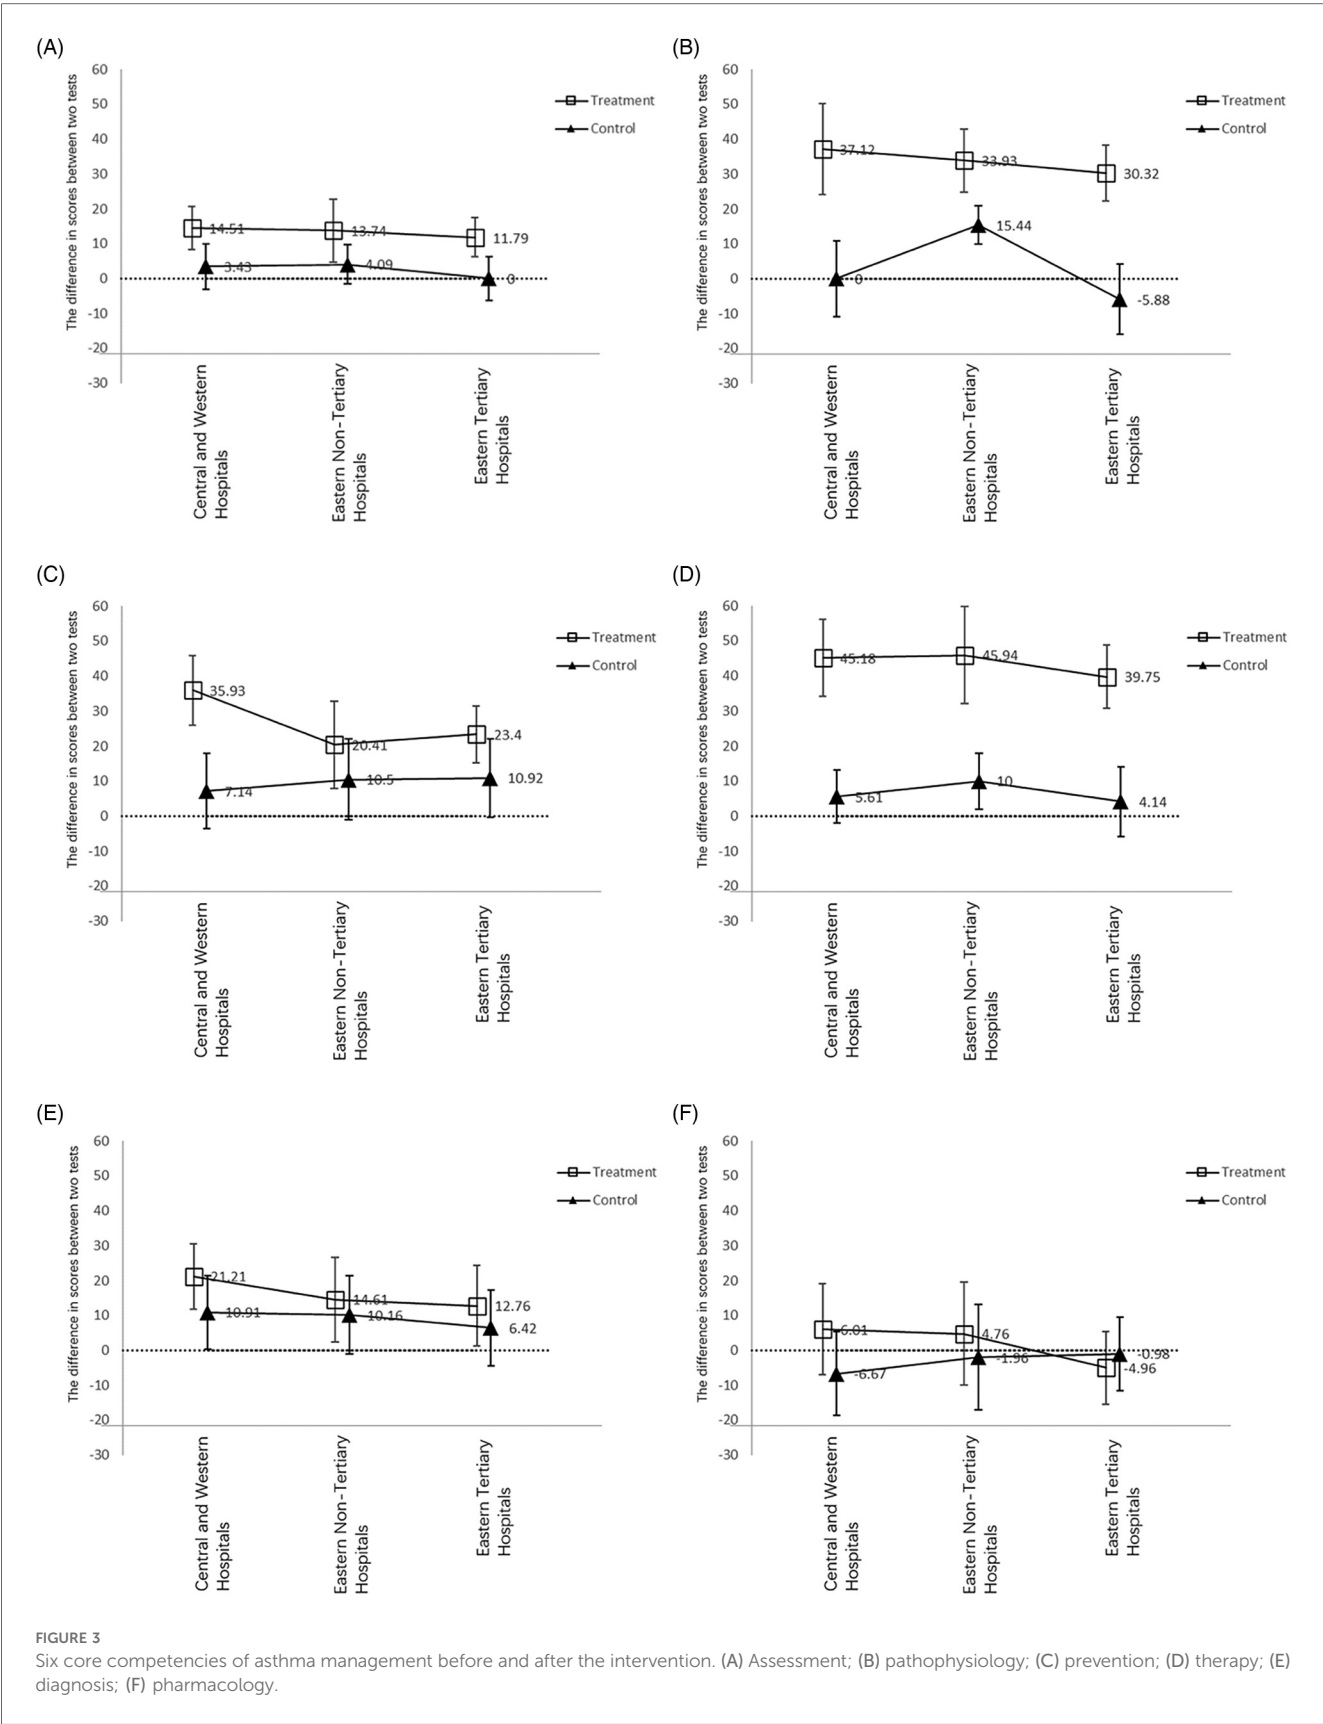 (A)
The difference in scores between two tests
60
50
40
30
20
10
0
-10
-20
-30
Treatment
Control
14.51
13.74
11.79
3.43
4.09
0
Central and Western
Hospitals
Eastern Non-Tertiary
Hospitals
Eastern Tertiary
Hospitals
(B)
The difference in scores between two tests
60
50
40
30
20
10
0
-10
-20
-30
Treatment
Control
37.12
33.93
30.32
0
15.44
-5.88
Central and Western
Hospitals
Eastern Non-Tertiary
Hospitals
Eastern Tertiary
Hospitals
(C)
The difference in scores between two tests
60
50
40
30
20
10
0
-10
-20
-30
Treatment
Control
35.93
20.41
23.4
7.14
10.5
10.92
Central and Western
Hospitals
Eastern Non-Tertiary
Hospitals
Eastern Tertiary
Hospitals
(D)
The difference in scores between two tests
60
50
40
30
20
10
0
-10
-20
-30
Treatment
Control
45.18
45.94
39.75
5.61
10
4.14
Central and Western
Hospitals
Eastern Non-Tertiary
Hospitals
Eastern Tertiary
Hospitals
(E)
The difference in scores between two tests
60
50
40
30
20
10
0
-10
-20
-30
Treatment
Control
21.21
14.61
12.76
10.91
10.16
6.42
Central and Western
Hospitals
Eastern Non-Tertiary
Hospitals
Eastern Tertiary
Hospitals
(F)
The difference in scores between two tests
60
50
40
30
20
10
0
-10
-20
-30
Treatment
Control
6.01
4.76
-4.96
-6.67
-1.96
-0.98
Central and Western
Hospitals
Eastern Non-Tertiary
Hospitals
Eastern Tertiary
Hospitals
FIGURE 3
Six core competencies of asthma management before and after the intervention. (A) Assessment; (B) pathophysiology; (C) prevention; (D) therapy; (E)
diagnosis; (F) pharmacology.